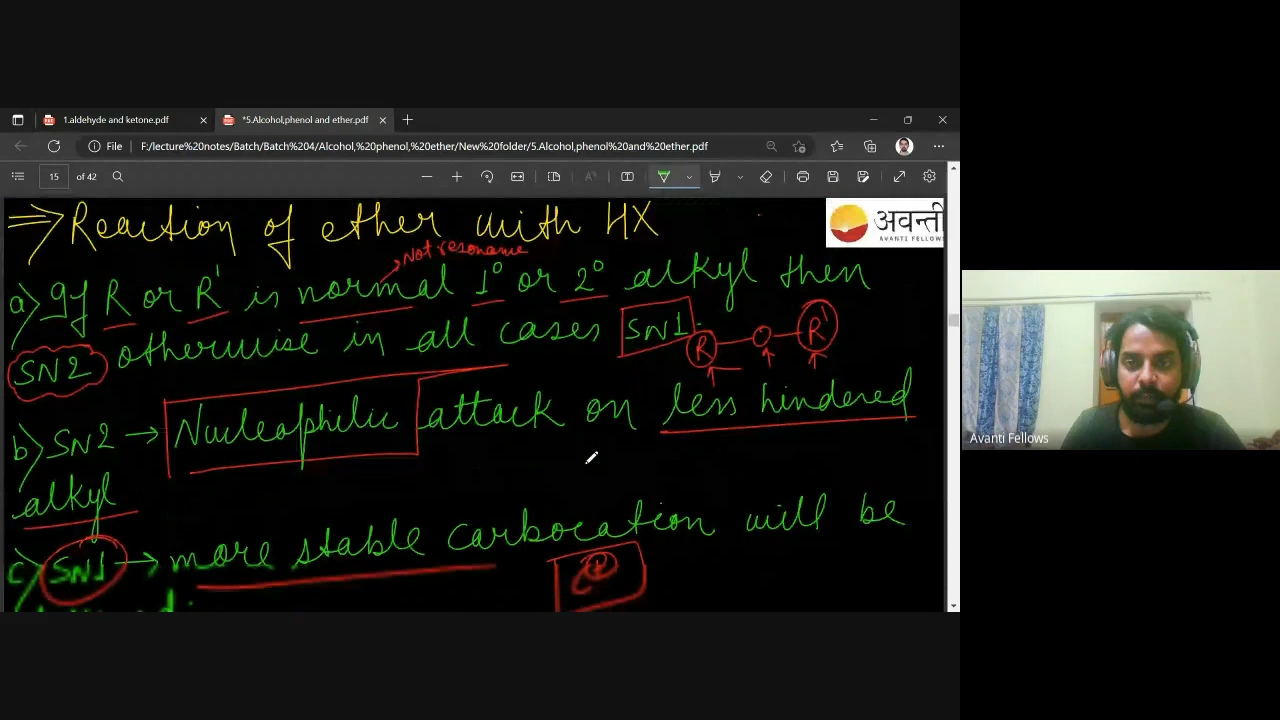 1.aldehyde and ketone.pdf
*5.Alcohol,phenol and ether.pdf
File
F:/lecture%20notes/Batch/Batch%204/Alcohol,%20phenol,%20ether/New%20folder/5.Alcohol,phenol%20and%20ether.pdf
15 of 42
⇒ Reaction of ether with HX
अवन्ती
AVANTI FELLOWS
Not resonance
a) If R or R' is normal 1° or 2° alkyl then
SN2 otherwise in all cases SN1.
R — O — R'
b) SN2 → Nucleophilic attack on less hindered
alkyl
c) SN1 → more stable carbocation will be
C⊕
Avanti Fellows